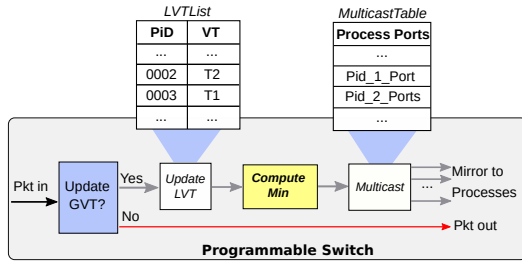 LVTList
PiD VT
... ...
0002 T2
0003 T1
... ...
MulticastTable
Process Ports
...
Pid_1_Port
Pid_2_Ports
...
Pkt in
Update
GVT?
Yes
No
Update
LVT
Compute
Min
Multicast
Mirror to
...
Processes
Pkt out
Programmable Switch